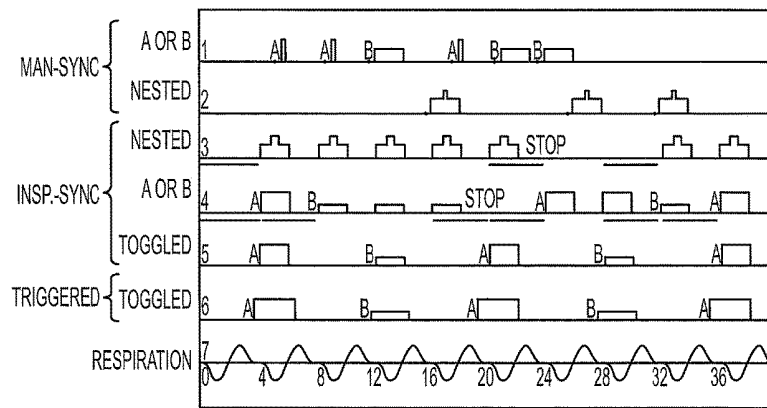 MAN-SYNC
A OR B
1
A A B A B B
NESTED
2
INSP.-SYNC
NESTED
3
STOP
A OR B
4
A B STOP A B A
TOGGLED
5
A B A B A
TRIGGERED
TOGGLED
6
A B A B A
RESPIRATION
7
0 4 8 12 16 20 24 28 32 36